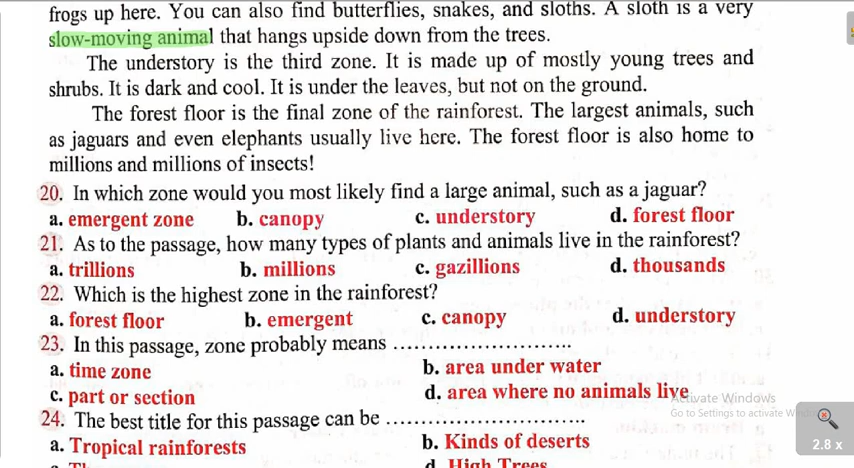 frogs up here. You can also find butterflies, snakes, and sloths. A sloth is a very
slow-moving animal that hangs upside down from the trees.
The understory is the third zone. It is made up of mostly young trees and
shrubs. It is dark and cool. It is under the leaves, but not on the ground.
The forest floor is the final zone of the rainforest. The largest animals, such
as jaguars and even elephants usually live here. The forest floor is also home to
millions and millions of insects!
20. In which zone would you most likely find a large animal, such as a jaguar?
a. emergent zone b. canopy c. understory d. forest floor
21. As to the passage, how many types of plants and animals live in the rainforest?
a. trillions b. millions c. gazillions d. thousands
22. Which is the highest zone in the rainforest?
a. forest floor b. emergent c. canopy d. understory
23. In this passage, zone probably means ..............................
a. time zone b. area under water
c. part or section d. area where no animals live
Activate Windows
Go to Settings to activate Windows
24. The best title for this passage can be ..................................
a. Tropical rainforests b. Kinds of deserts
2.8 x
d. High Trees